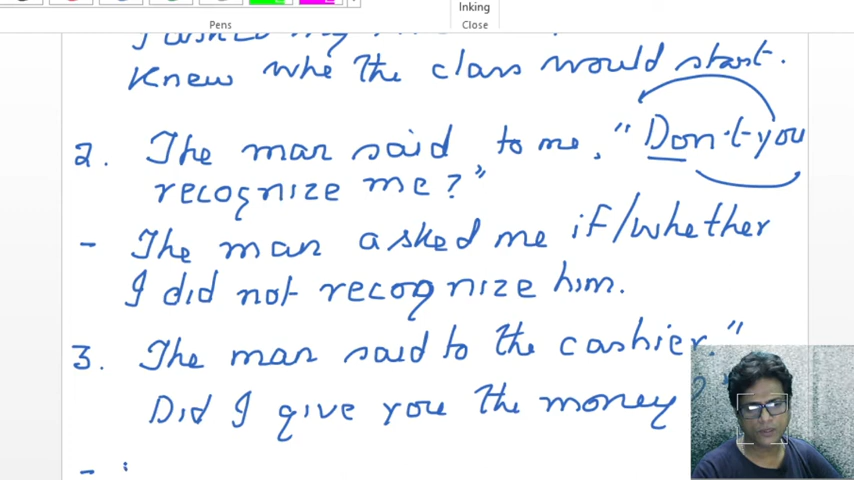 Pens
Inking
Close
Knew whe the class would start.
2. The man said to me, "Don't you
recognize me?"
- The man asked me if/whether
I did not recognize him.
3. The man said to the cashier."
Did I give you the money
-